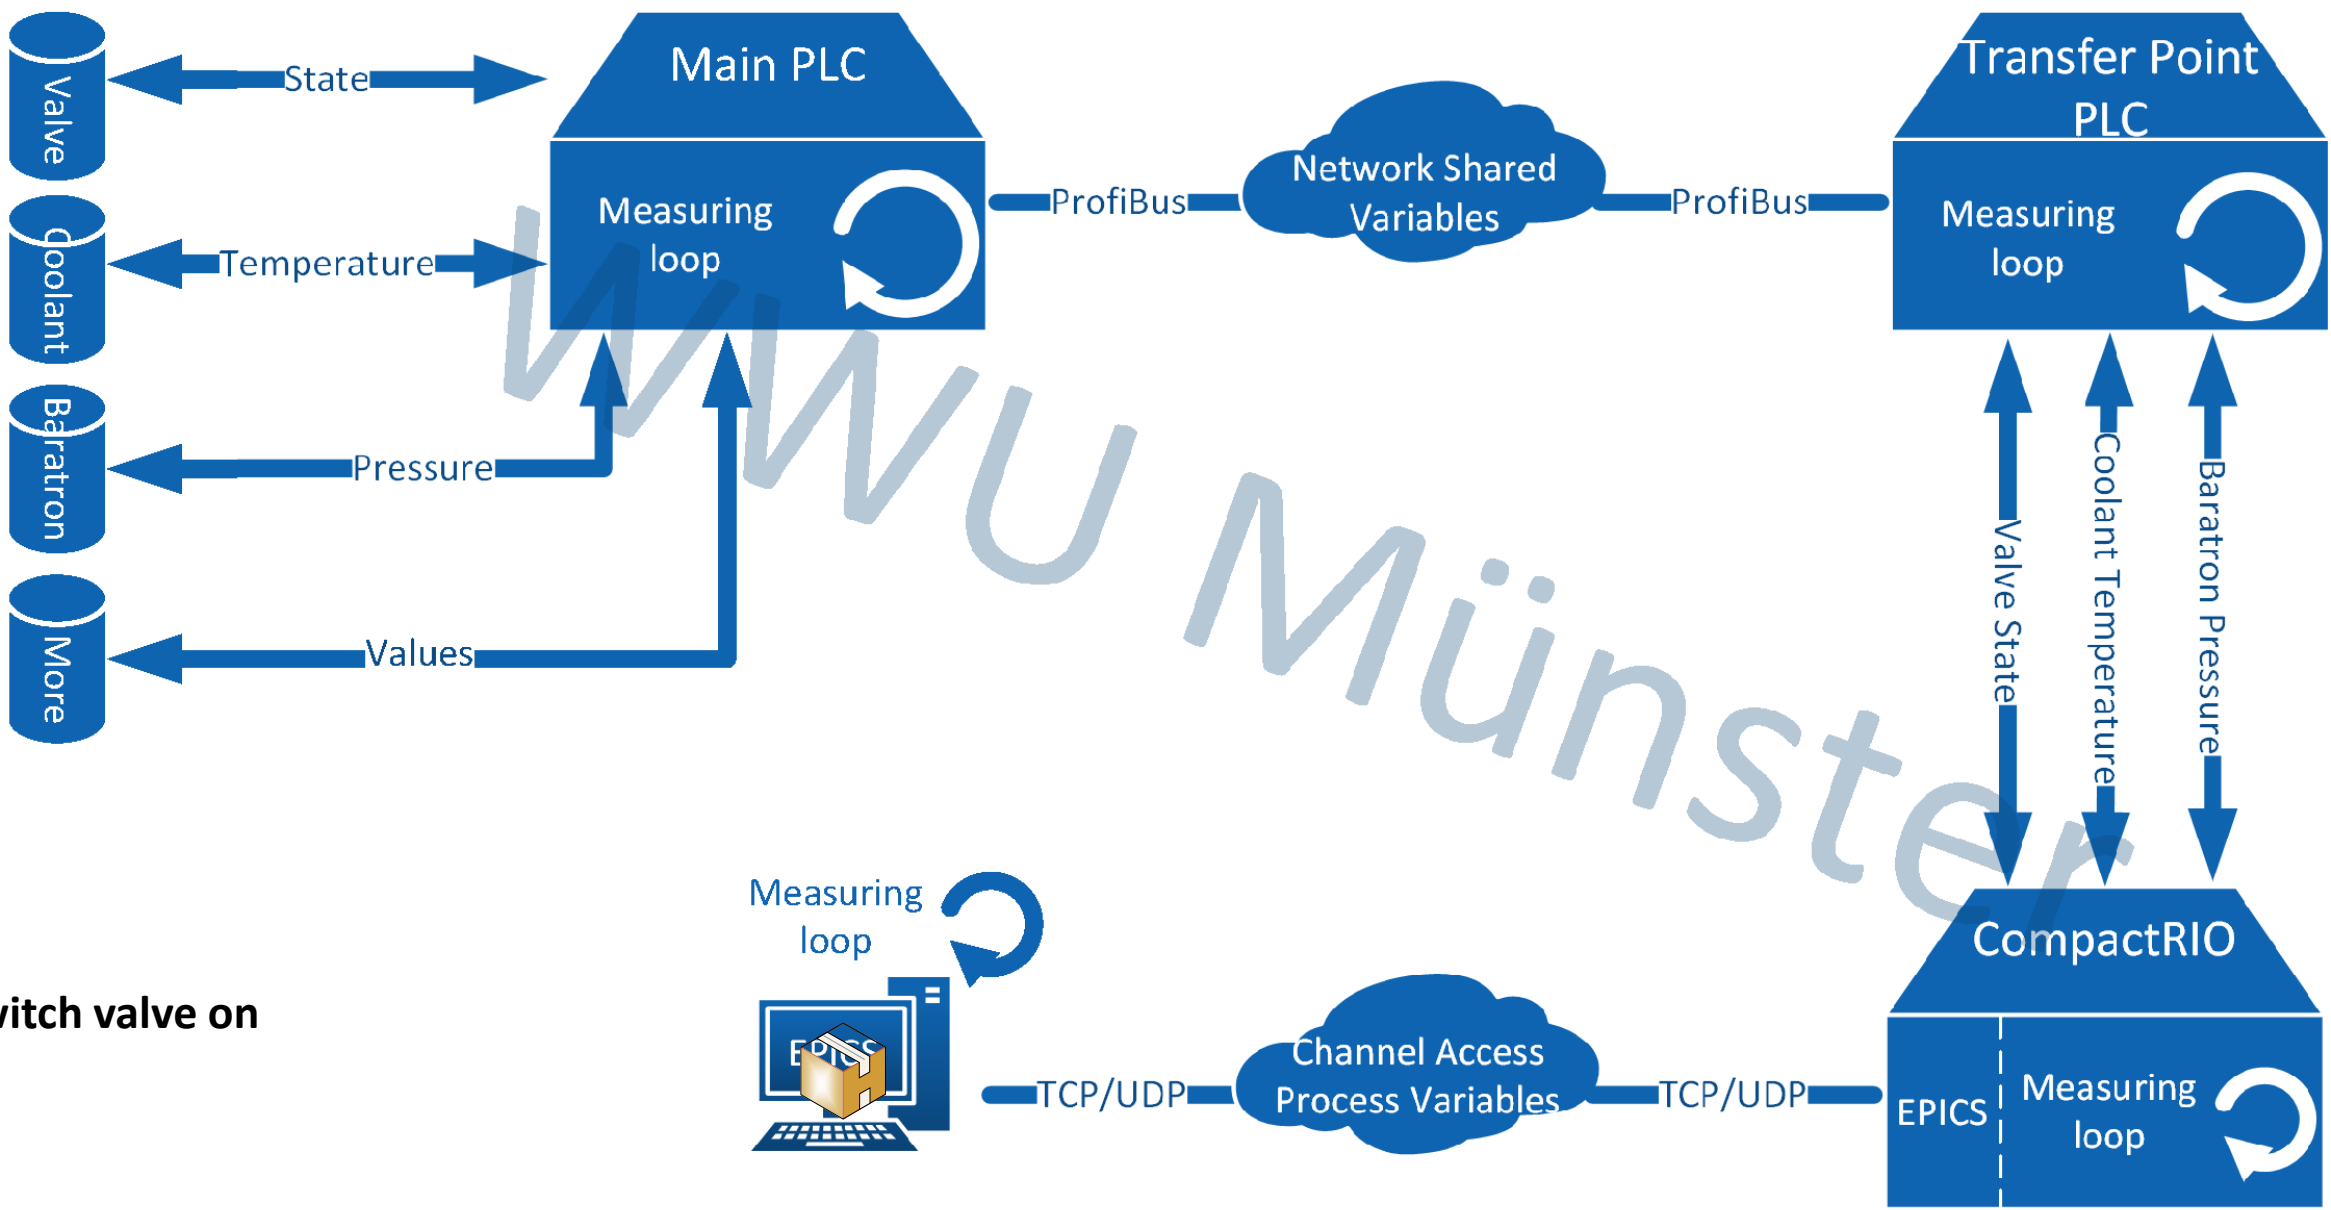 Valve
State
Main PLC
Measuring
loop
Coolant
Temperature
Baratron
Pressure
More
Values
ProfiBus
Network Shared
Variables
ProfiBus
Transfer Point
PLC
Measuring
loop
Valve State
Coolant Temperature
Baratron Pressure
WWU Münster
CompactRIO
EPICS
Measuring
loop
TCP/UDP
Channel Access
Process Variables
TCP/UDP
Measuring
loop
EPICS
witch valve on